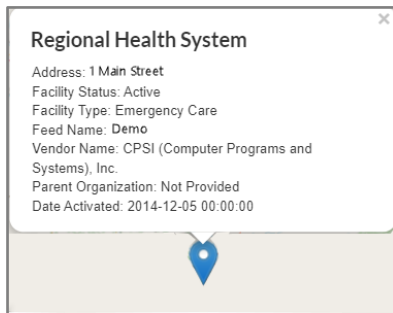 ×
Regional Health System
Address: 1 Main Street
Facility Status: Active
Facility Type: Emergency Care
Feed Name: Demo
Vendor Name: CPSI (Computer Programs and
Systems), Inc.
Parent Organization: Not Provided
Date Activated: 2014-12-05 00:00:00